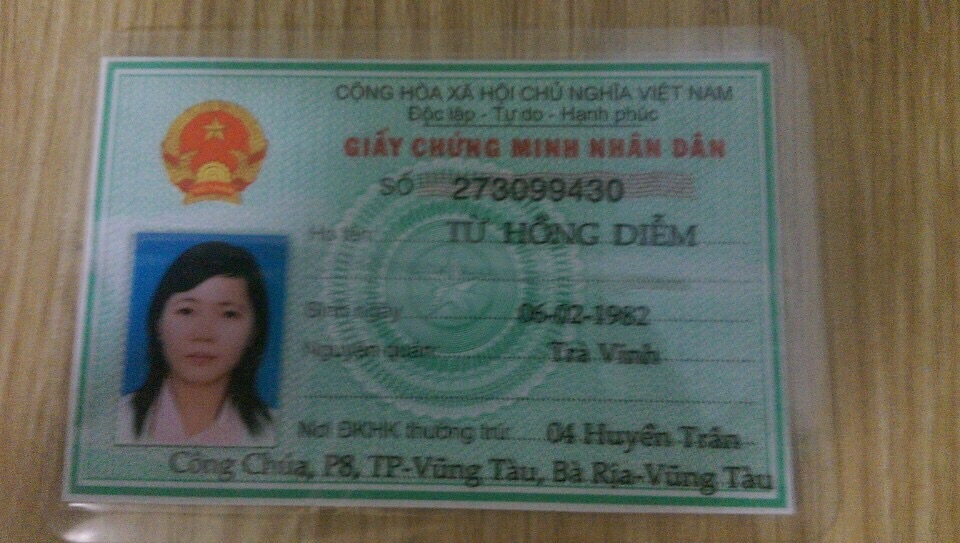 CỘNG HÒA XÃ HỘI CHỦ NGHĨA VIỆT NAM
Độc lập - Tự do - Hạnh phúc
GIẤY CHỨNG MINH NHÂN DÂN
SỐ 273099430
Họ tên: TỪ HỒNG DIỄM
Sinh ngày 06-02-1982
Nguyên quán: Trà Vinh
Nơi ĐKHK thường trú: 04 Huyền Trân
Công Chúa, P8, TP-Vũng Tàu, Bà Rịa-Vũng Tàu